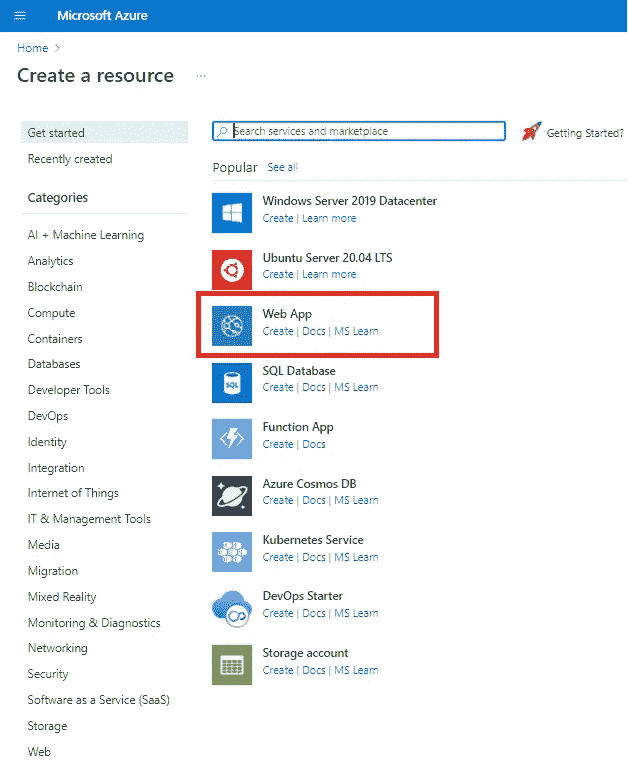 Microsoft Azure
Home >
Create a resource ...
Get started
Recently created
Categories
AI + Machine Learning
Analytics
Blockchain
Compute
Containers
Databases
Developer Tools
DevOps
Identity
Integration
Internet of Things
IT & Management Tools
Media
Migration
Mixed Reality
Monitoring & Diagnostics
Networking
Security
Software as a Service (SaaS)
Storage
Web
Search services and marketplace
Getting Started?
Popular See all
Windows Server 2019 Datacenter
Create | Learn more
Ubuntu Server 20.04 LTS
Create | Learn more
Web App
Create | Docs | MS Learn
SQL
SQL Database
Create | Docs | MS Learn
Function App
Create | Docs
Azure Cosmos DB
Create | Docs | MS Learn
Kubernetes Service
Create | Docs | MS Learn
DevOps Starter
Create | Docs | MS Learn
Storage account
Create | Docs | MS Learn